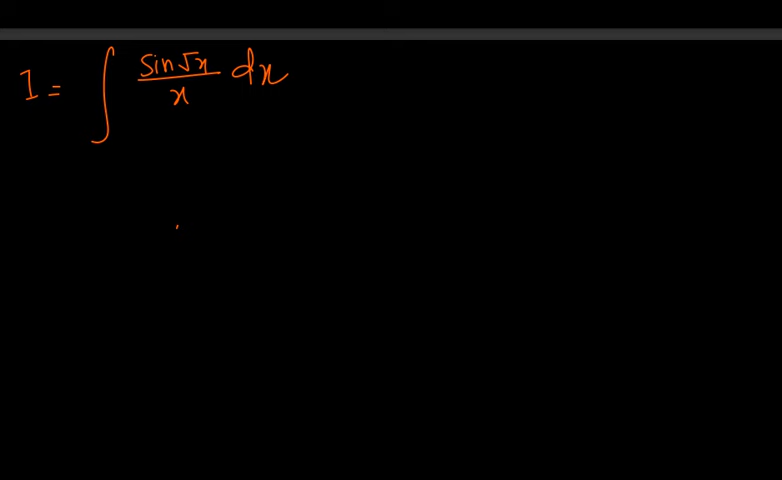 I = ∫ sin√x / x dx